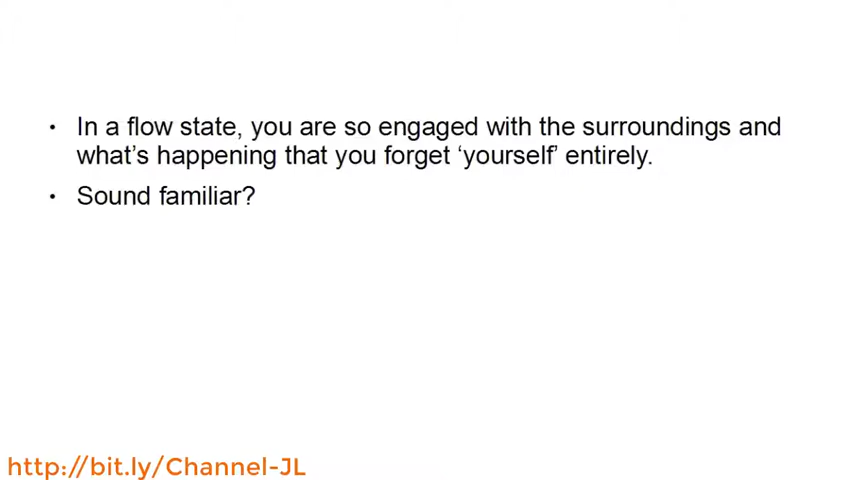 • In a flow state, you are so engaged with the surroundings and
what's happening that you forget ‘yourself’ entirely.
• Sound familiar?
http://bit.ly/Channel-JL